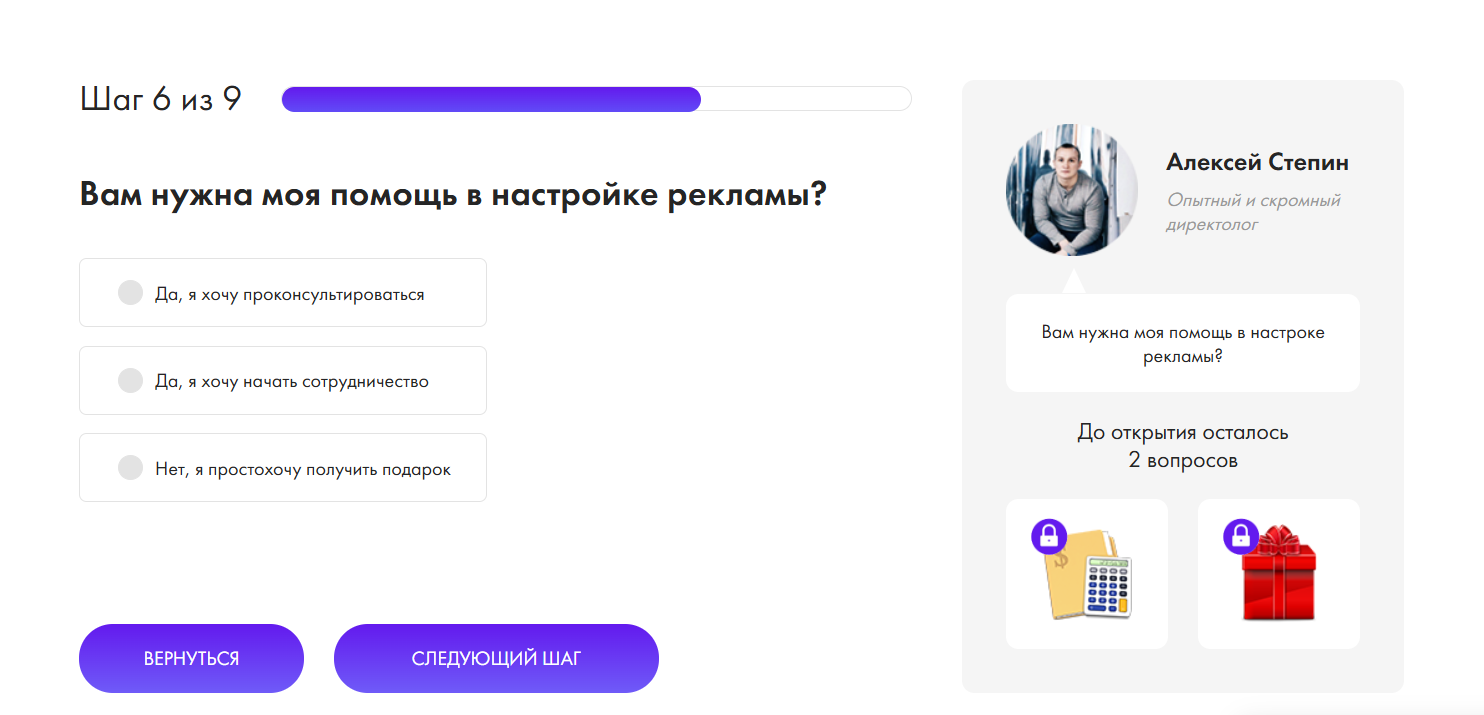 Шаг 6 из 9
Вам нужна моя помощь в настройке рекламы?
Да, я хочу проконсультироваться
Да, я хочу начать сотрудничество
Нет, я простохочу получить подарок
ВЕРНУТЬСЯ
СЛЕДУЮЩИЙ ШАГ
Алексей Степин
Опытный и скромный
директолог
Вам нужна моя помощь в настроке
рекламы?
До открытия осталось
2 вопросов
$